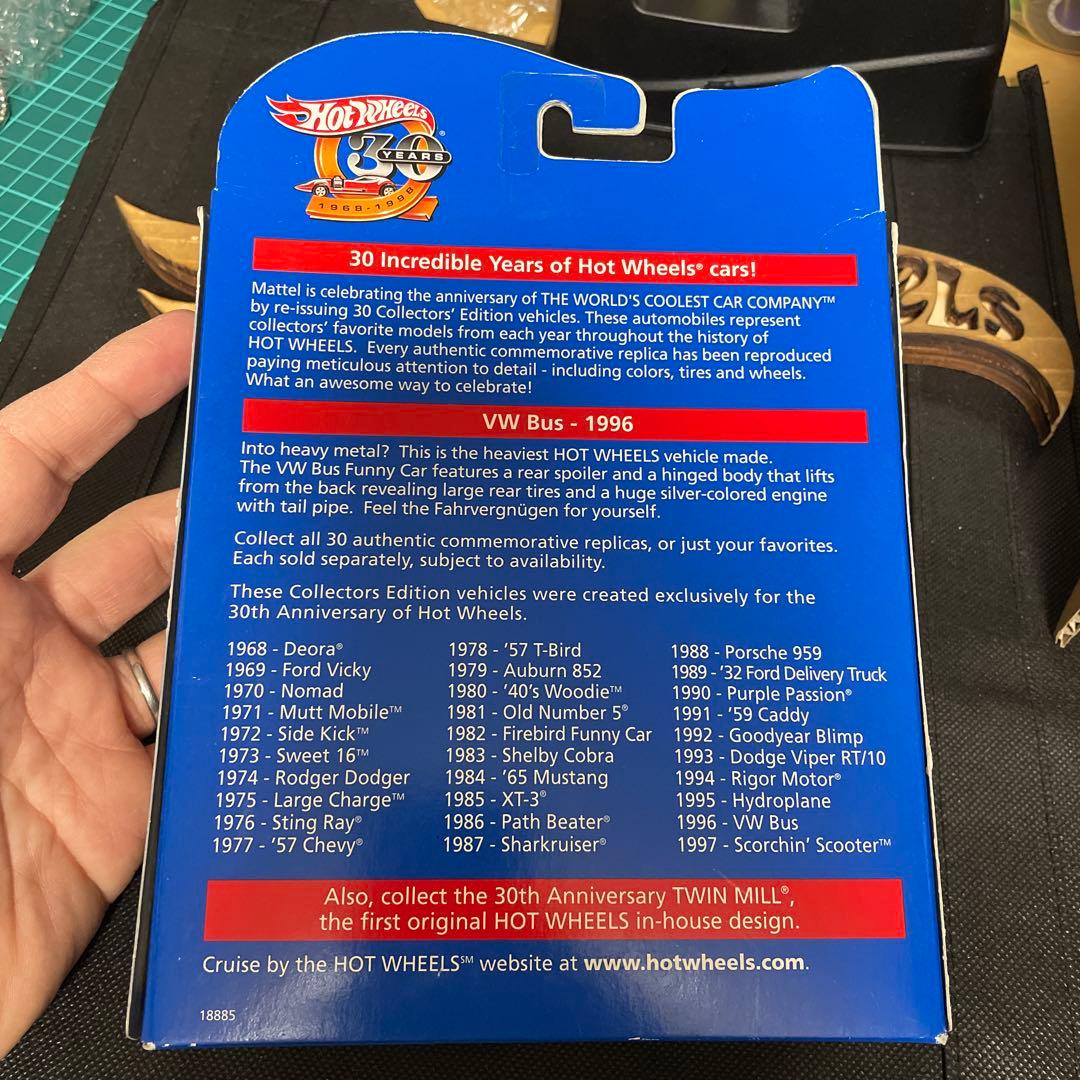 HOT WHEELS®
30
YEARS
1968-1998
30 Incredible Years of Hot Wheels® cars!
Mattel is celebrating the anniversary of THE WORLD'S COOLEST CAR COMPANY™
by re-issuing 30 Collectors' Edition vehicles. These automobiles represent
collectors' favorite models from each year throughout the history of
HOT WHEELS. Every authentic commemorative replica has been reproduced
paying meticulous attention to detail - including colors, tires and wheels.
What an awesome way to celebrate!
VW Bus - 1996
Into heavy metal? This is the heaviest HOT WHEELS vehicle made.
The VW Bus Funny Car features a rear spoiler and a hinged body that lifts
from the back revealing large rear tires and a huge silver-colored engine
with tail pipe. Feel the Fahrvergnügen for yourself.
Collect all 30 authentic commemorative replicas, or just your favorites.
Each sold separately, subject to availability.
These Collectors Edition vehicles were created exclusively for the
30th Anniversary of Hot Wheels.
1968 - Deora®
1969 - Ford Vicky
1970 - Nomad
1971 - Mutt Mobile™
1972 - Side Kick™
1973 - Sweet 16™
1974 - Rodger Dodger
1975 - Large Charge™
1976 - Sting Ray®
1977 - '57 Chevy®
1978 - '57 T-Bird
1979 - Auburn 852
1980 - '40's Woodie™
1981 - Old Number 5®
1982 - Firebird Funny Car
1983 - Shelby Cobra
1984 - '65 Mustang
1985 - XT-3®
1986 - Path Beater®
1987 - Sharkruiser®
1988 - Porsche 959
1989 - '32 Ford Delivery Truck
1990 - Purple Passion®
1991 - '59 Caddy
1992 - Goodyear Blimp
1993 - Dodge Viper RT/10
1994 - Rigor Motor®
1995 - Hydroplane
1996 - VW Bus
1997 - Scorchin' Scooter™
Also, collect the 30th Anniversary TWIN MILL®,
the first original HOT WHEELS in-house design.
Cruise by the HOT WHEELS℠ website at www.hotwheels.com.
18885